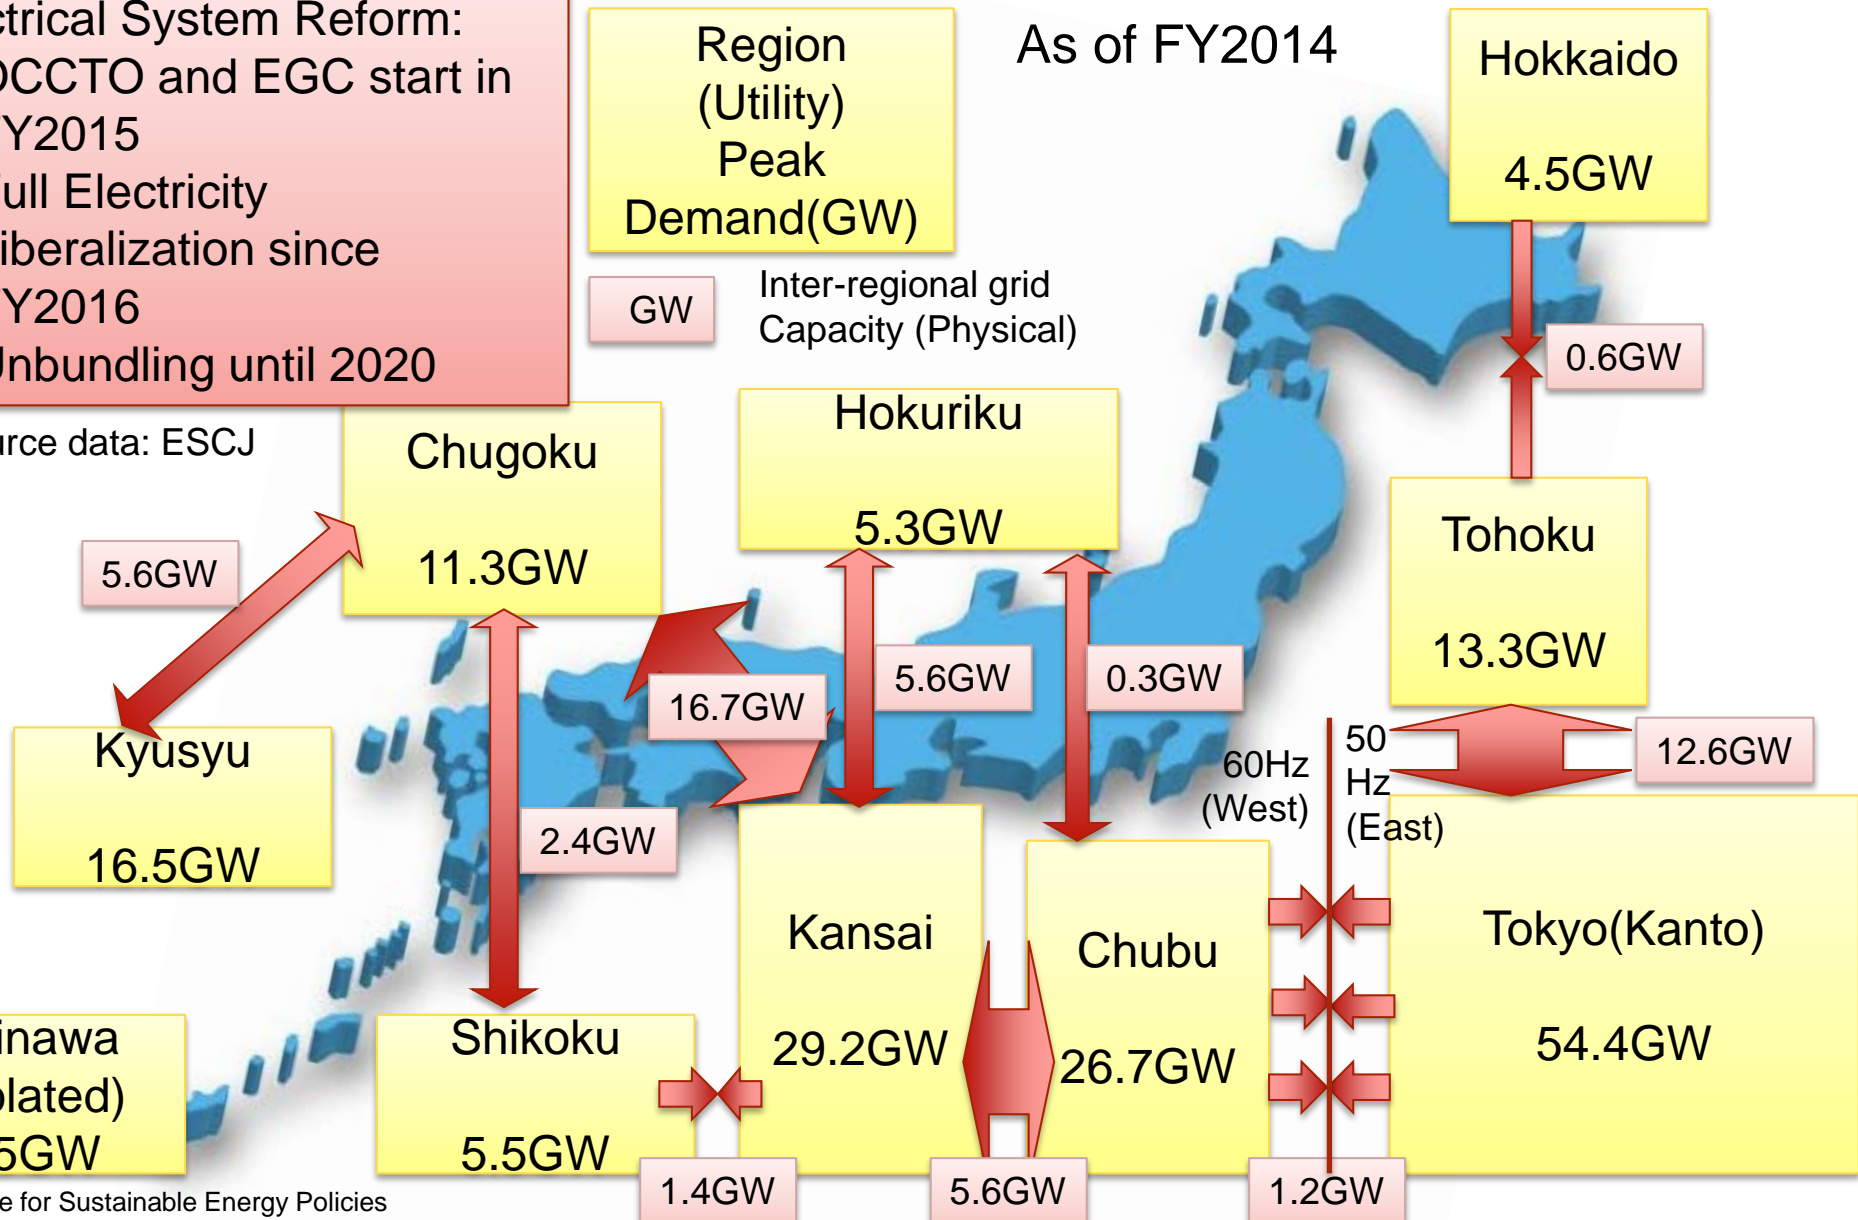 ctrical System Reform:
OCCTO and EGC start in
Y2015
ull Electricity
iberalization since
Y2016
Unbundling until 2020
urce data: ESCJ
Region
(Utility)
Peak
Demand(GW)
GW
Inter-regional grid
Capacity (Physical)
As of FY2014
Hokkaido
4.5GW
0.6GW
Chugoku
11.3GW
Hokuriku
5.3GW
Tohoku
13.3GW
5.6GW
16.7GW
5.6GW
0.3GW
12.6GW
60Hz
(West)
50
Hz
(East)
Kyusyu
16.5GW
2.4GW
Kansai
29.2GW
Chubu
26.7GW
Tokyo(Kanto)
54.4GW
inawa
olated)
5GW
Shikoku
5.5GW
1.4GW
5.6GW
1.2GW
e for Sustainable Energy Policies